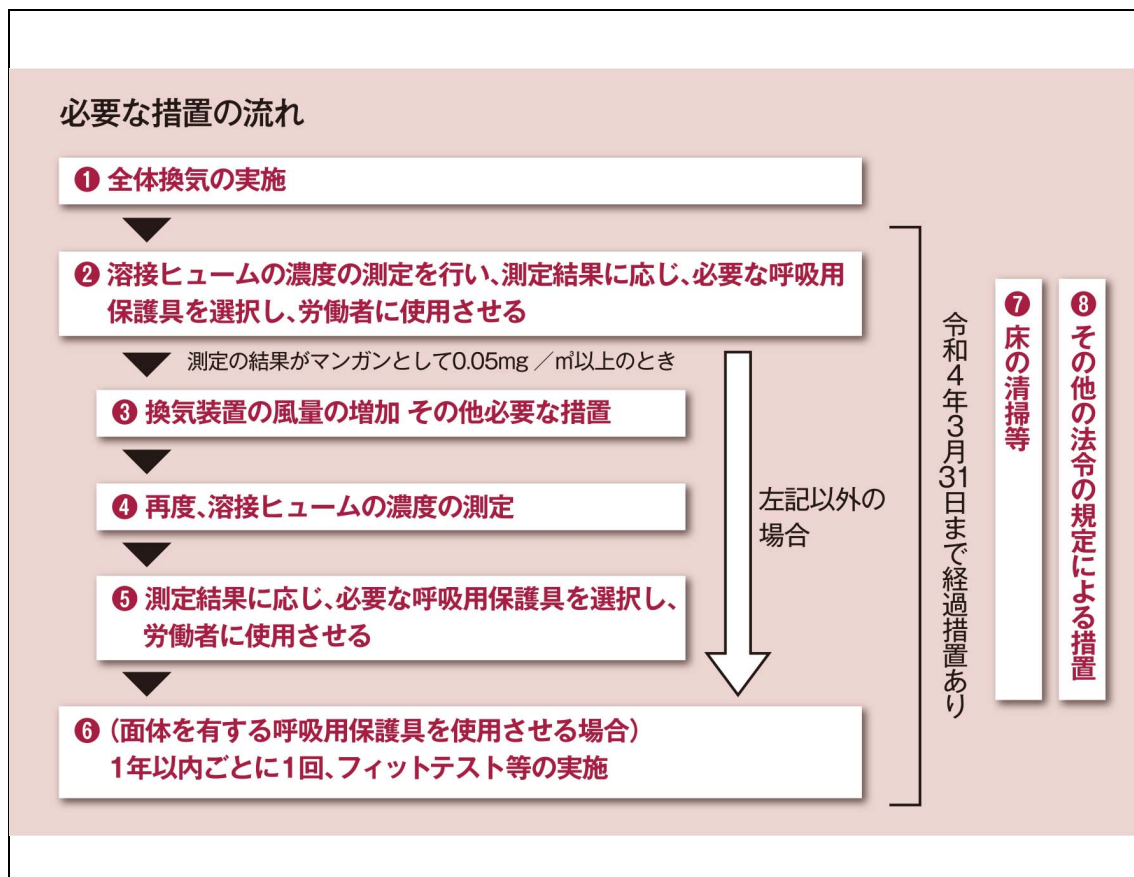 必要な措置の流れ
❶ 全体換気の実施
❷ 溶接ヒュームの濃度の測定を行い、測定結果に応じ、必要な呼吸用
保護具を選択し、労働者に使用させる
測定の結果がマンガンとして0.05mg／㎥以上のとき
❸ 換気装置の風量の増加 その他必要な措置
❹ 再度、溶接ヒュームの濃度の測定
❺ 測定結果に応じ、必要な呼吸用保護具を選択し、
労働者に使用させる
左記以外の
場合
❻ (面体を有する呼吸用保護具を使用させる場合)
1年以内ごとに1回、フィットテスト等の実施
令和4年3月31日まで経過措置あり
❼ 床の清掃等
❽ その他の法令の規定による措置